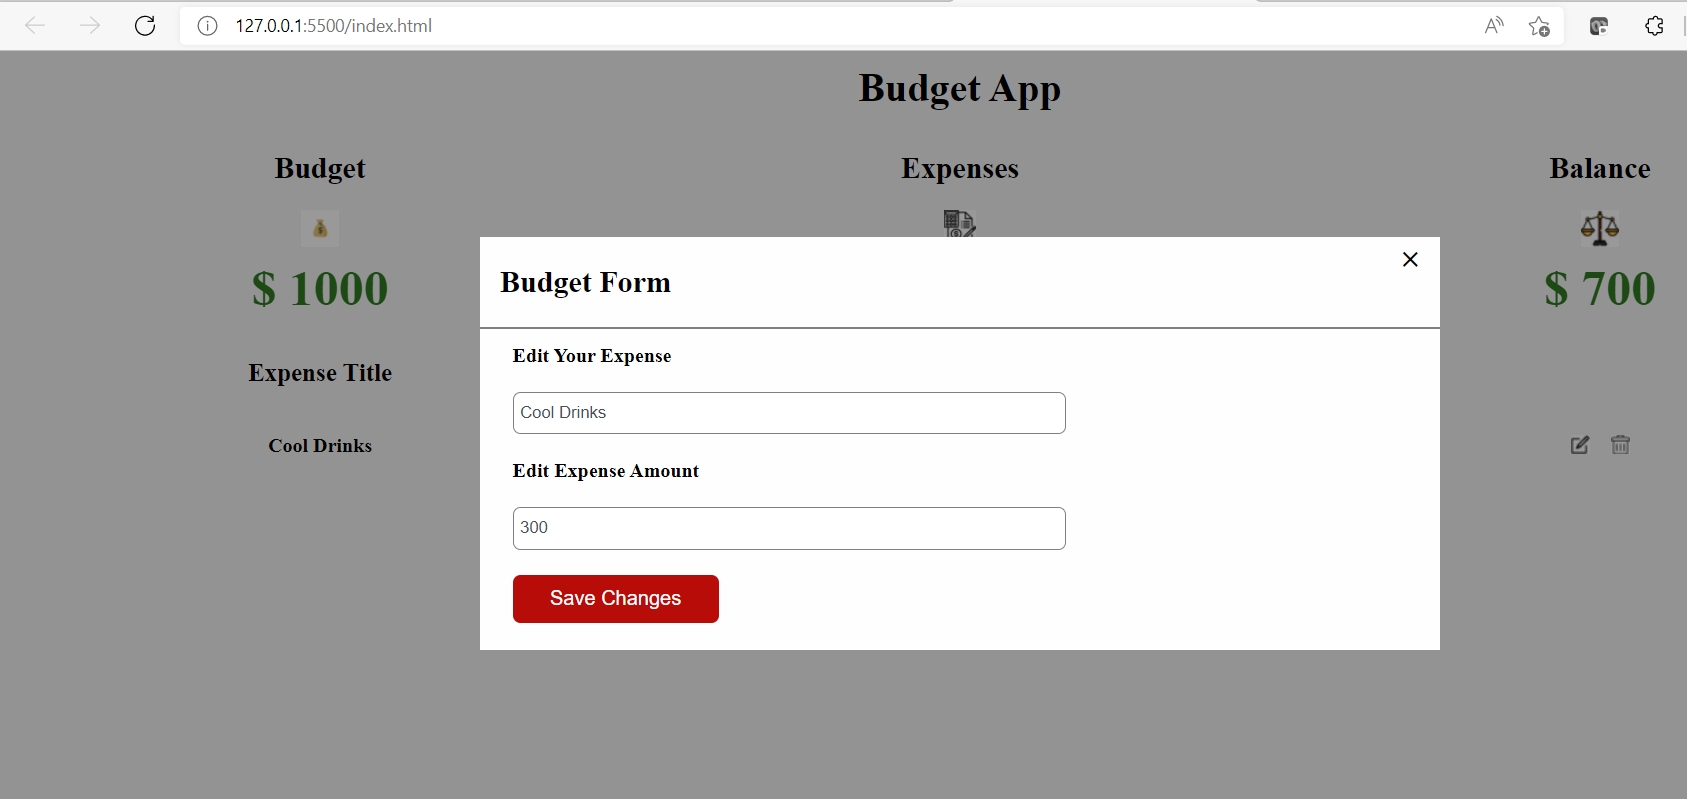 127.0.0.1:5500/index.html
Budget App
Budget
Expenses
Balance
$ 1000
$ 700
Budget Form
Expense Title
Edit Your Expense
Cool Drinks
Cool Drinks
Edit Expense Amount
300
Save Changes